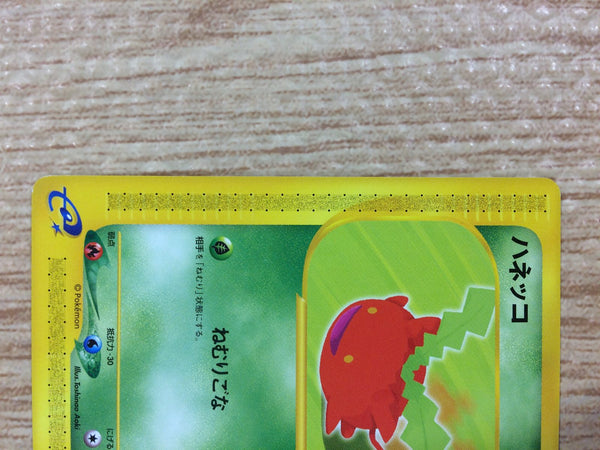 ハネッコ
ねむりごな
相手を「ねむり」状態にする。
弱点
抵抗力 -30
にげる
© Pokémon
Illus. Toshinao Aoki
e